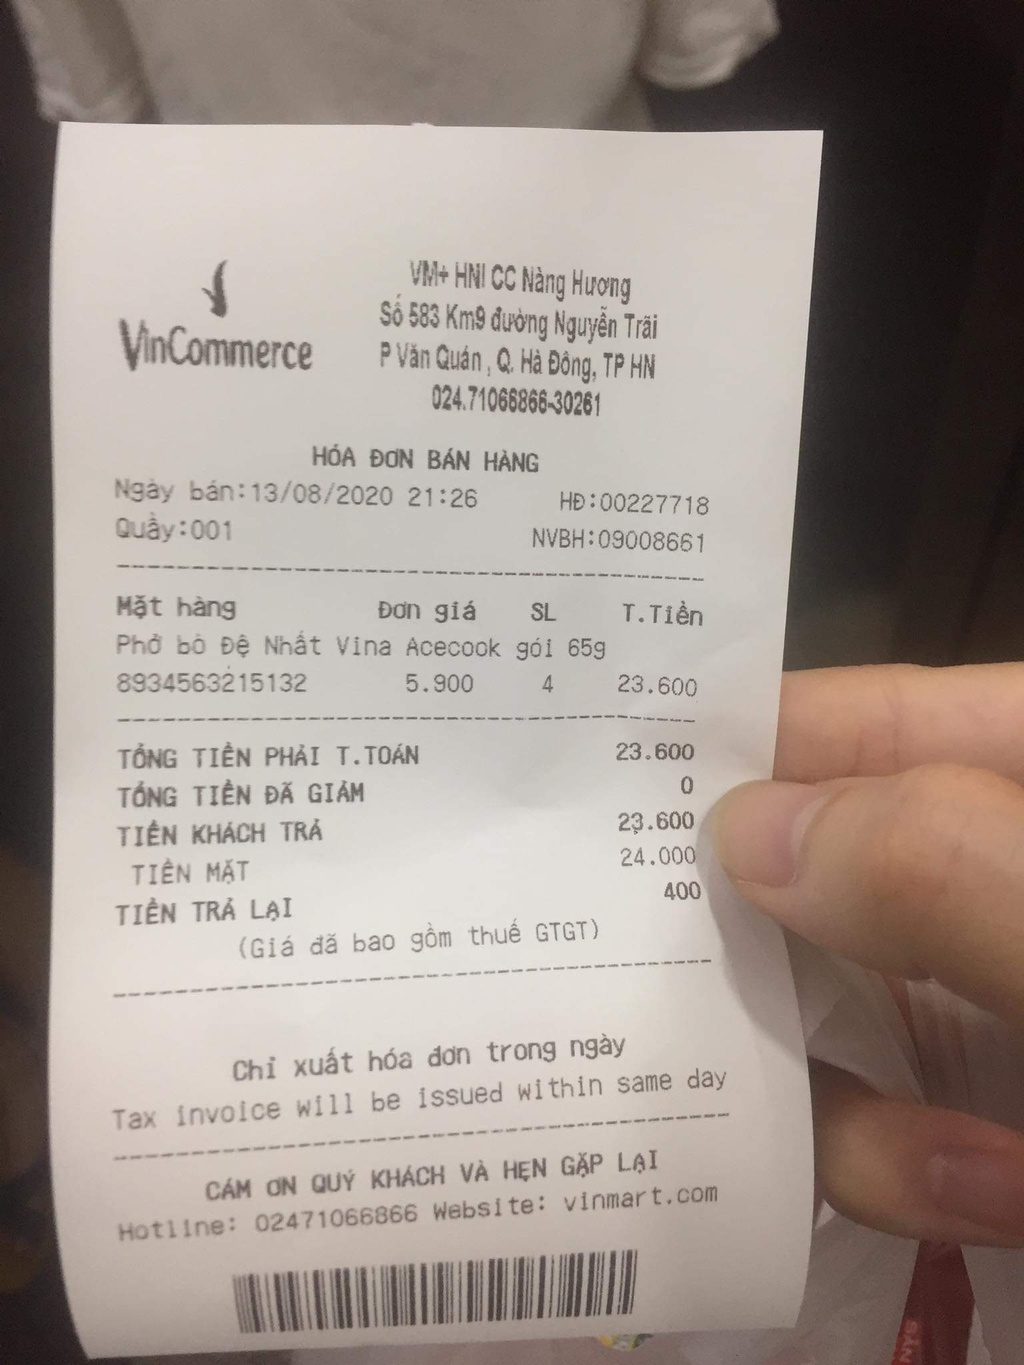 VinCommerce
VM+ HNI CC Nàng Hương
Số 583 Km9 đường Nguyễn Trãi
P Văn Quán , Q. Hà Đông, TP HN
024.71066866-30261
HÓA ĐƠN BÁN HÀNG
Ngày bán:13/08/2020 21:26 HĐ:00227718
Quầy:001 NVBH:09008661
Mặt hàng Đơn giá SL T.Tiền
Phở bò Đệ Nhất Vina Acecook gói 65g
8934563215132 5.900 4 23.600
TỔNG TIỀN PHẢI T.TOÁN 23.600
TỔNG TIỀN ĐÃ GIẢM 0
TIỀN KHÁCH TRẢ 23.600
TIỀN MẶT 24.000
TIỀN TRẢ LẠI 400
(Giá đã bao gồm thuế GTGT)
Chỉ xuất hóa đơn trong ngày
Tax invoice will be issued within same day
CÁM ƠN QUÝ KHÁCH VÀ HẸN GẶP LẠI
Hotline: 02471066866 Website: vinmart.com